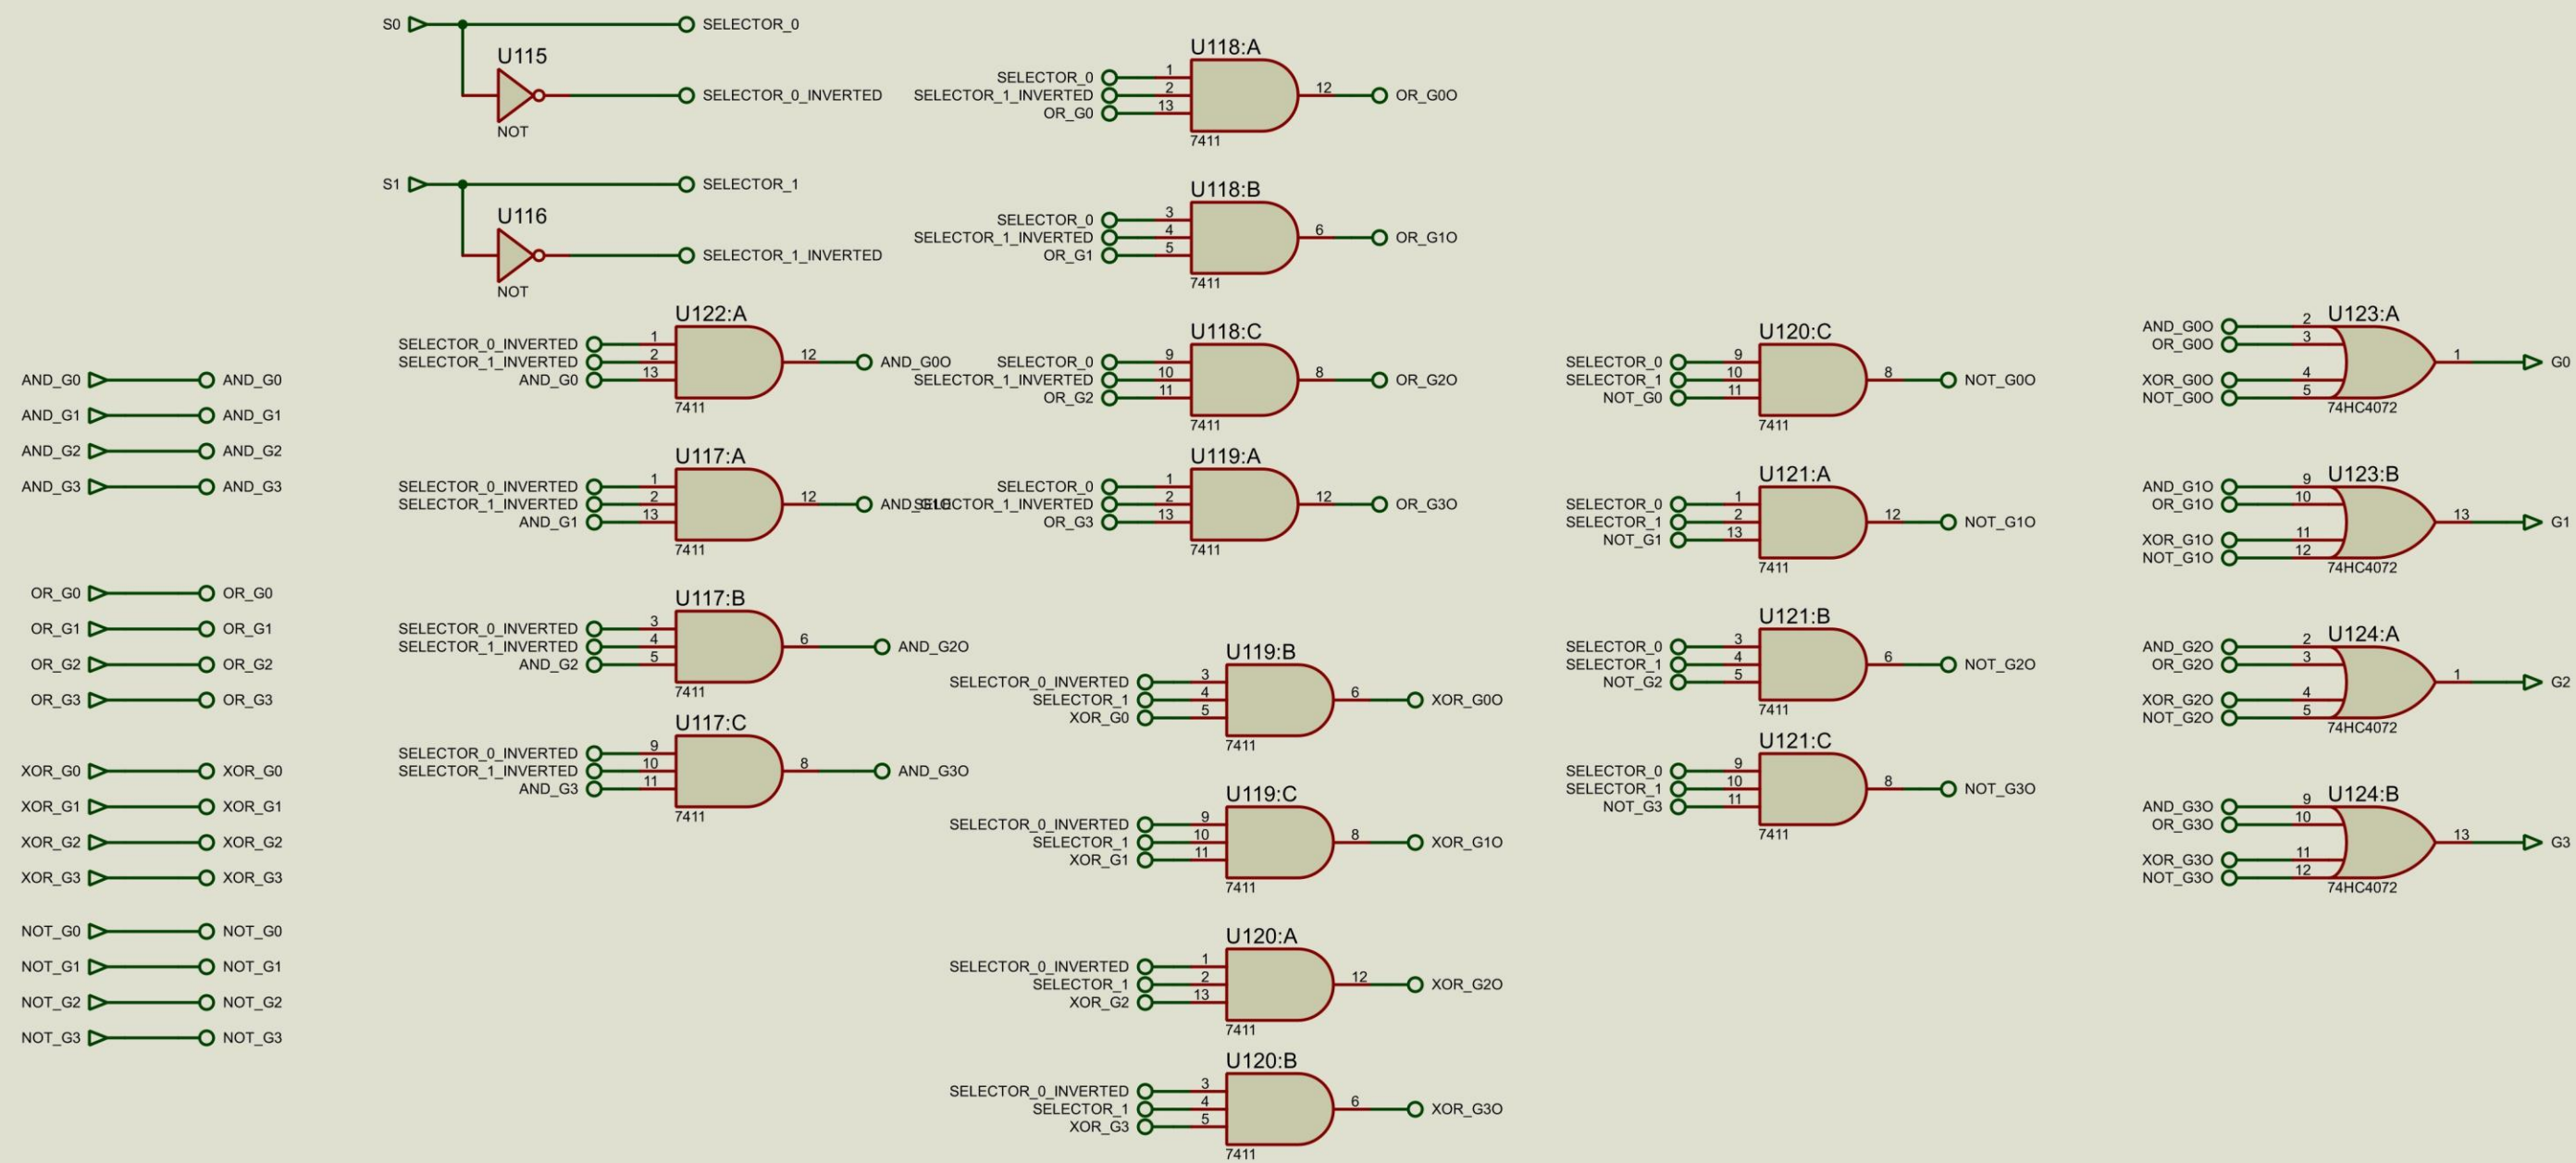 S0
SELECTOR_0
U115
SELECTOR_0_INVERTED
NOT
S1
SELECTOR_1
U116
SELECTOR_1_INVERTED
NOT
AND_G0 AND_G0
AND_G1 AND_G1
AND_G2 AND_G2
AND_G3 AND_G3
OR_G0 OR_G0
OR_G1 OR_G1
OR_G2 OR_G2
OR_G3 OR_G3
XOR_G0 XOR_G0
XOR_G1 XOR_G1
XOR_G2 XOR_G2
XOR_G3 XOR_G3
NOT_G0 NOT_G0
NOT_G1 NOT_G1
NOT_G2 NOT_G2
NOT_G3 NOT_G3
U122:A
SELECTOR_0_INVERTED 1
SELECTOR_1_INVERTED 2 12 AND_G0O
AND_G0 13
7411
U117:A
SELECTOR_0_INVERTED 1
SELECTOR_1_INVERTED 2 12 AND_G1O
AND_G1 13
7411
U117:B
SELECTOR_0_INVERTED 3
SELECTOR_1_INVERTED 4 6 AND_G2O
AND_G2 5
7411
U117:C
SELECTOR_0_INVERTED 9
SELECTOR_1_INVERTED 10 8 AND_G3O
AND_G3 11
7411
U118:A
SELECTOR_0 1
SELECTOR_1_INVERTED 2 12 OR_G0O
OR_G0 13
7411
U118:B
SELECTOR_0 3
SELECTOR_1_INVERTED 4 6 OR_G1O
OR_G1 5
7411
U118:C
SELECTOR_0 9
SELECTOR_1_INVERTED 10 8 OR_G2O
OR_G2 11
7411
U119:A
SELECTOR_0 1
SELECTOR_1_INVERTED 2 12 OR_G3O
OR_G3 13
7411
U119:B
SELECTOR_0_INVERTED 3
SELECTOR_1 4 6 XOR_G0O
XOR_G0 5
7411
U119:C
SELECTOR_0_INVERTED 9
SELECTOR_1 10 8 XOR_G1O
XOR_G1 11
7411
U120:A
SELECTOR_0_INVERTED 1
SELECTOR_1 2 12 XOR_G2O
XOR_G2 13
7411
U120:B
SELECTOR_0_INVERTED 3
SELECTOR_1 4 6 XOR_G3O
XOR_G3 5
7411
U120:C
SELECTOR_0 9
SELECTOR_1 10 8 NOT_G0O
NOT_G0 11
7411
U121:A
SELECTOR_0 1
SELECTOR_1 2 12 NOT_G1O
NOT_G1 13
7411
U121:B
SELECTOR_0 3
SELECTOR_1 4 6 NOT_G2O
NOT_G2 5
7411
U121:C
SELECTOR_0 9
SELECTOR_1 10 8 NOT_G3O
NOT_G3 11
7411
U123:A
AND_G0O 2
OR_G0O 3
1 G0
XOR_G0O 4
NOT_G0O 5
74HC4072
U123:B
AND_G1O 9
OR_G1O 10
13 G1
XOR_G1O 11
NOT_G1O 12
74HC4072
U124:A
AND_G2O 2
OR_G2O 3
1 G2
XOR_G2O 4
NOT_G2O 5
74HC4072
U124:B
AND_G3O 9
OR_G3O 10
13 G3
XOR_G3O 11
NOT_G3O 12
74HC4072